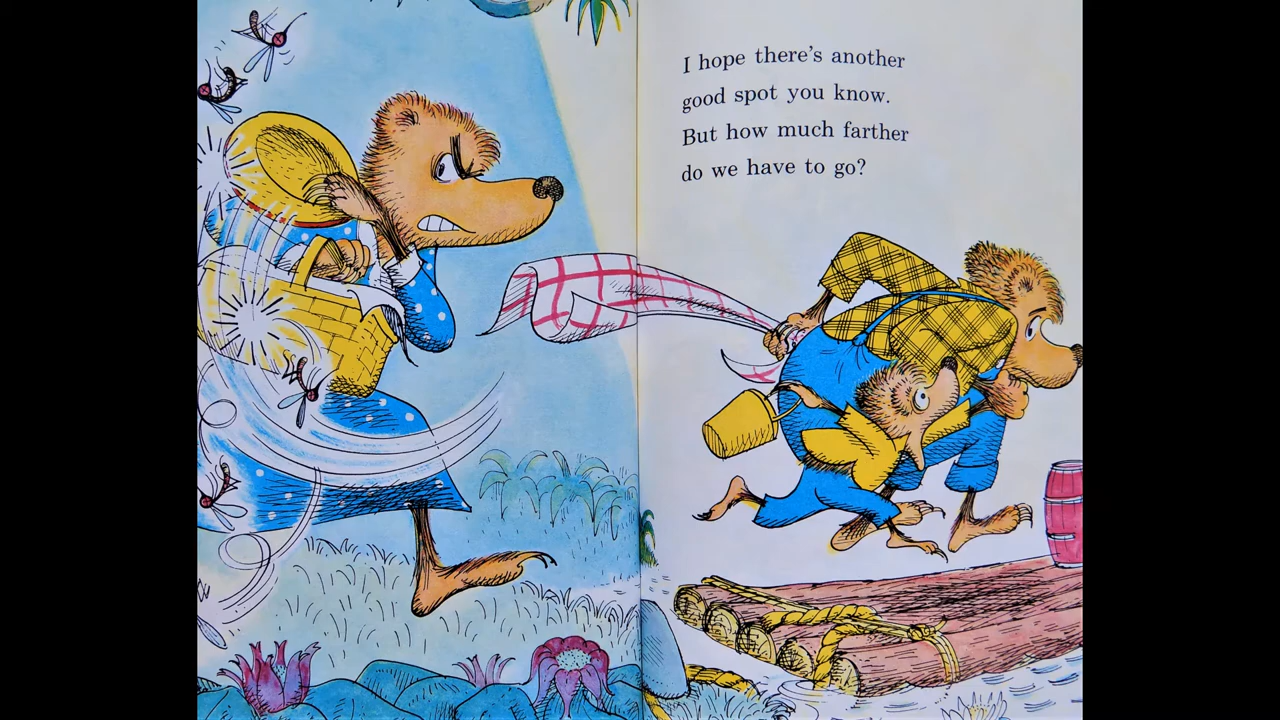 I hope there's another
good spot you know.
But how much farther
do we have to go?